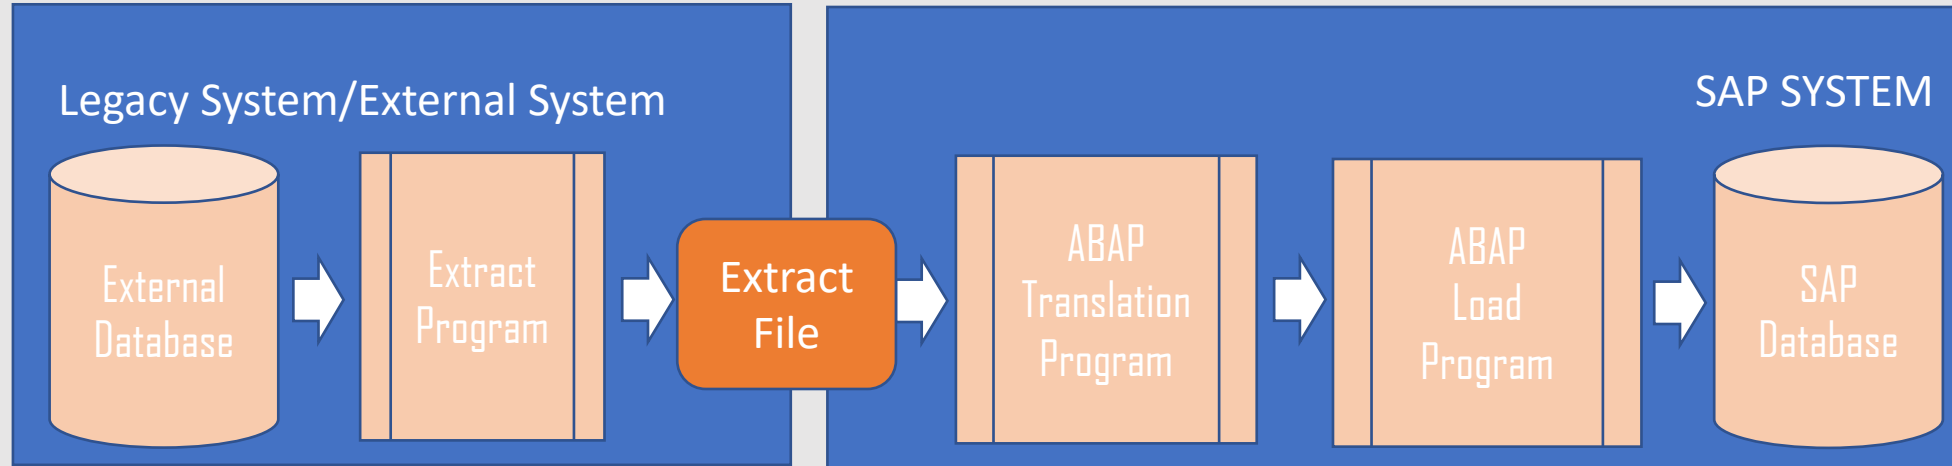 Legacy System/External System
SAP SYSTEM
External
Database
Extract
Program
Extract
File
ABAP
Translation
Program
ABAP
Load
Program
SAP
Database